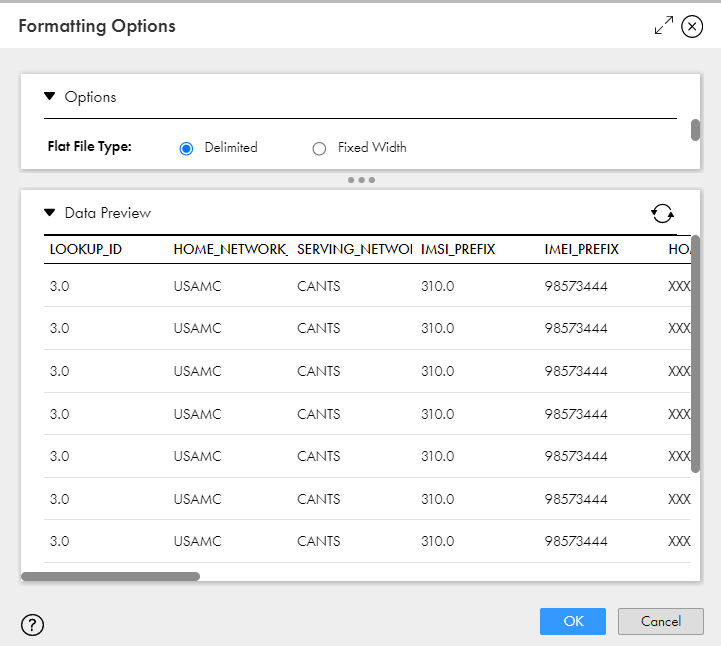 Formatting Options
Options
Flat File Type: Delimited Fixed Width
Data Preview
LOOKUP_ID HOME_NETWORK_ SERVING_NETWOI IMSI_PREFIX IMEI_PREFIX HO
3.0 USAMC CANTS 310.0 98573444 XXX
3.0 USAMC CANTS 310.0 98573444 XXX
3.0 USAMC CANTS 310.0 98573444 XXX
3.0 USAMC CANTS 310.0 98573444 XXX
3.0 USAMC CANTS 310.0 98573444 XXX
3.0 USAMC CANTS 310.0 98573444 XXX
3.0 USAMC CANTS 310.0 98573444 XXX
? OK Cancel